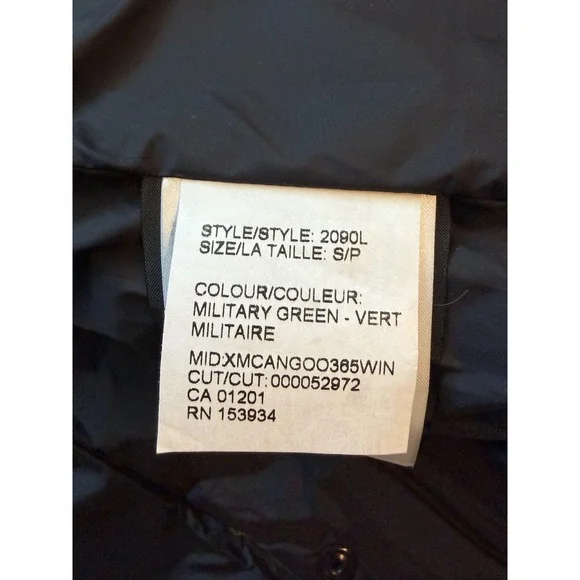 STYLE/STYLE: 2090L
SIZE/LA TAILLE: S/P
COLOUR/COULEUR:
MILITARY GREEN - VERT
MILITAIRE
MID:XMCANGOO365WIN
CUT/CUT: 000052972
CA 01201
RN 153934